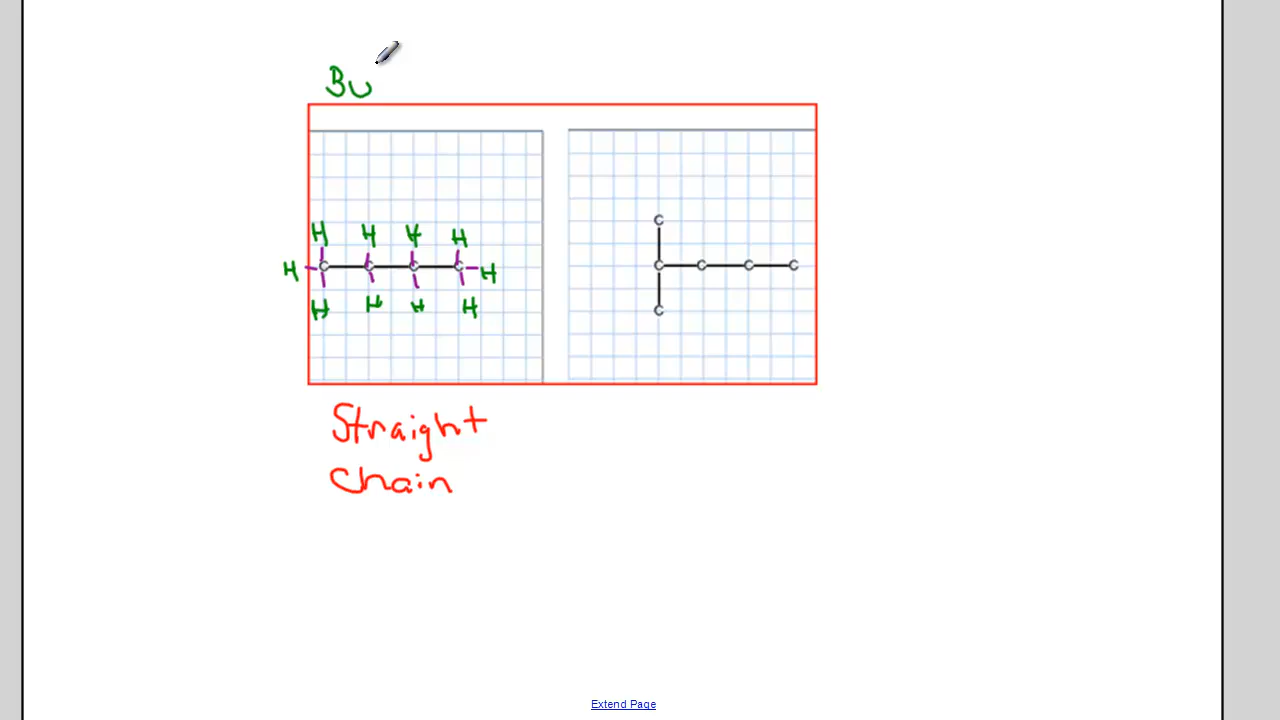 Bu
H H H H
H C C C C H
H H H H
C
C C C C
C
Straight
Chain
Extend Page